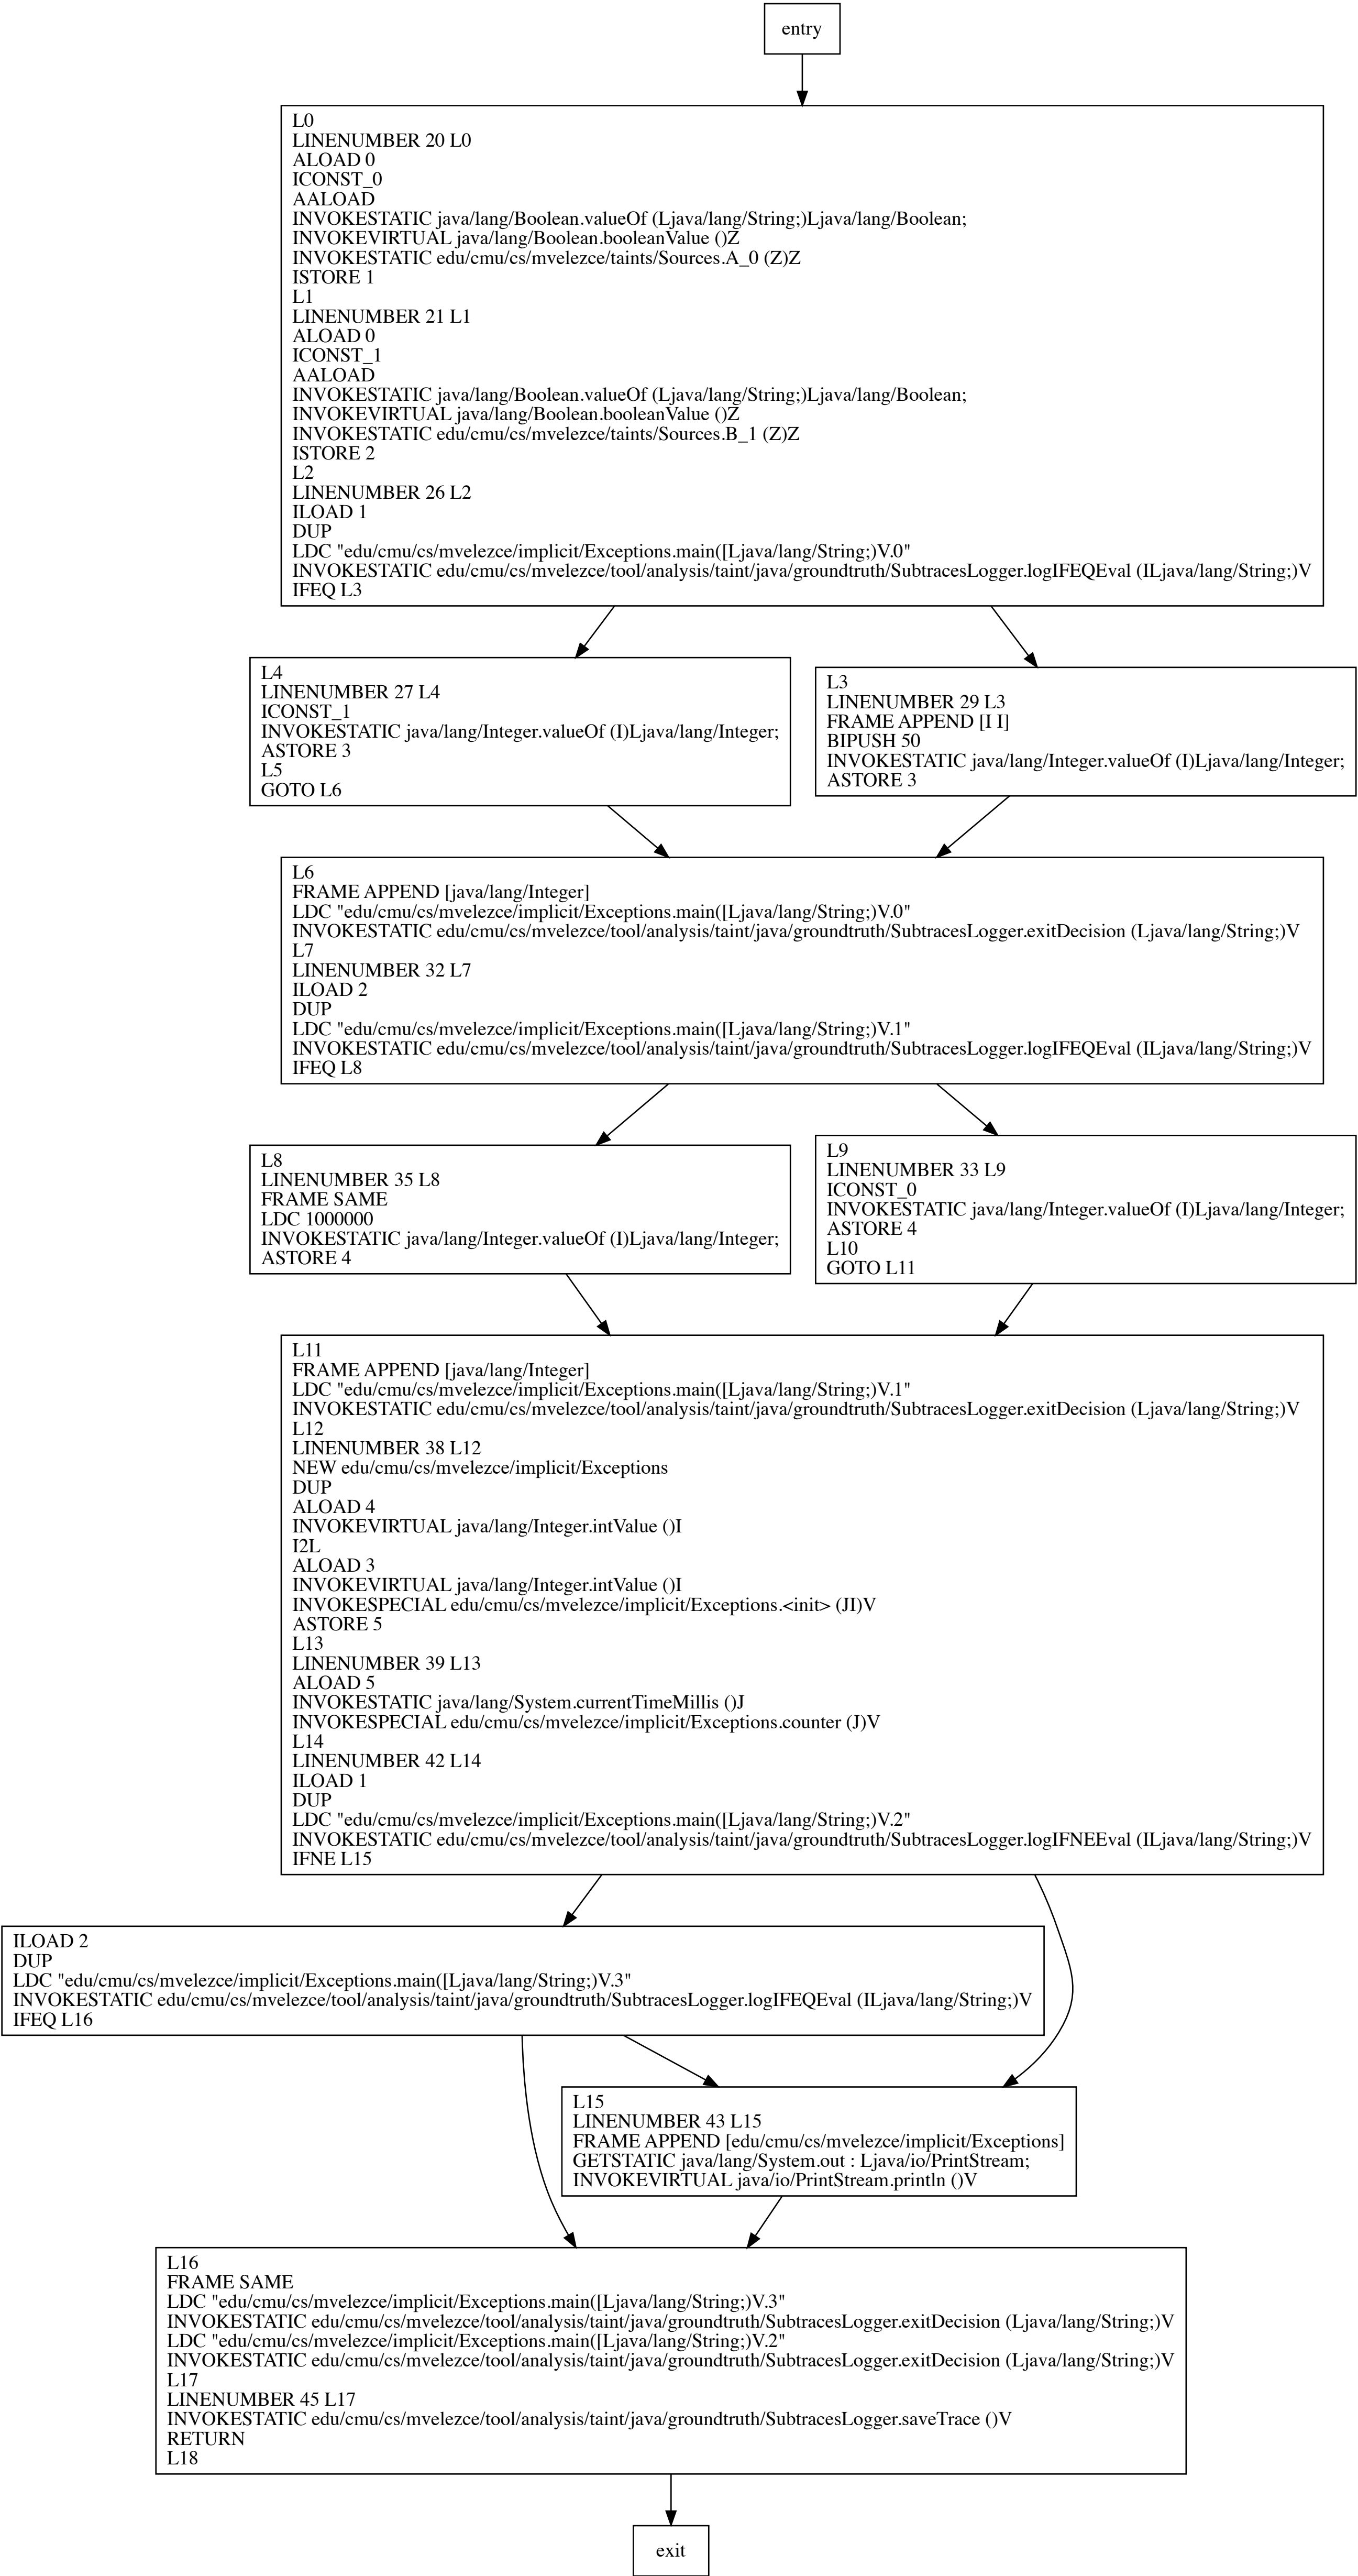 entry
L0
LINENUMBER 20 L0
ALOAD 0
ICONST_0
AALOAD
INVOKESTATIC java/lang/Boolean.valueOf (Ljava/lang/String;)Ljava/lang/Boolean;
INVOKEVIRTUAL java/lang/Boolean.booleanValue ()Z
INVOKESTATIC edu/cmu/cs/mvelezce/taints/Sources.A_0 (Z)Z
ISTORE 1
L1
LINENUMBER 21 L1
ALOAD 0
ICONST_1
AALOAD
INVOKESTATIC java/lang/Boolean.valueOf (Ljava/lang/String;)Ljava/lang/Boolean;
INVOKEVIRTUAL java/lang/Boolean.booleanValue ()Z
INVOKESTATIC edu/cmu/cs/mvelezce/taints/Sources.B_1 (Z)Z
ISTORE 2
L2
LINENUMBER 26 L2
ILOAD 1
DUP
LDC "edu/cmu/cs/mvelezce/implicit/Exceptions.main([Ljava/lang/String;)V.0"
INVOKESTATIC edu/cmu/cs/mvelezce/tool/analysis/taint/java/groundtruth/SubtracesLogger.logIFEQEval (ILjava/lang/String;)V
IFEQ L3
L4
LINENUMBER 27 L4
ICONST_1
INVOKESTATIC java/lang/Integer.valueOf (I)Ljava/lang/Integer;
ASTORE 3
L5
GOTO L6
L3
LINENUMBER 29 L3
FRAME APPEND [I I]
BIPUSH 50
INVOKESTATIC java/lang/Integer.valueOf (I)Ljava/lang/Integer;
ASTORE 3
L6
FRAME APPEND [java/lang/Integer]
LDC "edu/cmu/cs/mvelezce/implicit/Exceptions.main([Ljava/lang/String;)V.0"
INVOKESTATIC edu/cmu/cs/mvelezce/tool/analysis/taint/java/groundtruth/SubtracesLogger.exitDecision (Ljava/lang/String;)V
L7
LINENUMBER 32 L7
ILOAD 2
DUP
LDC "edu/cmu/cs/mvelezce/implicit/Exceptions.main([Ljava/lang/String;)V.1"
INVOKESTATIC edu/cmu/cs/mvelezce/tool/analysis/taint/java/groundtruth/SubtracesLogger.logIFEQEval (ILjava/lang/String;)V
IFEQ L8
L8
LINENUMBER 35 L8
FRAME SAME
LDC 1000000
INVOKESTATIC java/lang/Integer.valueOf (I)Ljava/lang/Integer;
ASTORE 4
L9
LINENUMBER 33 L9
ICONST_0
INVOKESTATIC java/lang/Integer.valueOf (I)Ljava/lang/Integer;
ASTORE 4
L10
GOTO L11
L11
FRAME APPEND [java/lang/Integer]
LDC "edu/cmu/cs/mvelezce/implicit/Exceptions.main([Ljava/lang/String;)V.1"
INVOKESTATIC edu/cmu/cs/mvelezce/tool/analysis/taint/java/groundtruth/SubtracesLogger.exitDecision (Ljava/lang/String;)V
L12
LINENUMBER 38 L12
NEW edu/cmu/cs/mvelezce/implicit/Exceptions
DUP
ALOAD 4
INVOKEVIRTUAL java/lang/Integer.intValue ()I
I2L
ALOAD 3
INVOKEVIRTUAL java/lang/Integer.intValue ()I
INVOKESPECIAL edu/cmu/cs/mvelezce/implicit/Exceptions.&lt;init&gt; (JI)V
ASTORE 5
L13
LINENUMBER 39 L13
ALOAD 5
INVOKESTATIC java/lang/System.currentTimeMillis ()J
INVOKESPECIAL edu/cmu/cs/mvelezce/implicit/Exceptions.counter (J)V
L14
LINENUMBER 42 L14
ILOAD 1
DUP
LDC "edu/cmu/cs/mvelezce/implicit/Exceptions.main([Ljava/lang/String;)V.2"
INVOKESTATIC edu/cmu/cs/mvelezce/tool/analysis/taint/java/groundtruth/SubtracesLogger.logIFNEEval (ILjava/lang/String;)V
IFNE L15
ILOAD 2
DUP
LDC "edu/cmu/cs/mvelezce/implicit/Exceptions.main([Ljava/lang/String;)V.3"
INVOKESTATIC edu/cmu/cs/mvelezce/tool/analysis/taint/java/groundtruth/SubtracesLogger.logIFEQEval (ILjava/lang/String;)V
IFEQ L16
L15
LINENUMBER 43 L15
FRAME APPEND [edu/cmu/cs/mvelezce/implicit/Exceptions]
GETSTATIC java/lang/System.out : Ljava/io/PrintStream;
INVOKEVIRTUAL java/io/PrintStream.println ()V
L16
FRAME SAME
LDC "edu/cmu/cs/mvelezce/implicit/Exceptions.main([Ljava/lang/String;)V.3"
INVOKESTATIC edu/cmu/cs/mvelezce/tool/analysis/taint/java/groundtruth/SubtracesLogger.exitDecision (Ljava/lang/String;)V
LDC "edu/cmu/cs/mvelezce/implicit/Exceptions.main([Ljava/lang/String;)V.2"
INVOKESTATIC edu/cmu/cs/mvelezce/tool/analysis/taint/java/groundtruth/SubtracesLogger.exitDecision (Ljava/lang/String;)V
L17
LINENUMBER 45 L17
INVOKESTATIC edu/cmu/cs/mvelezce/tool/analysis/taint/java/groundtruth/SubtracesLogger.saveTrace ()V
RETURN
L18
exit